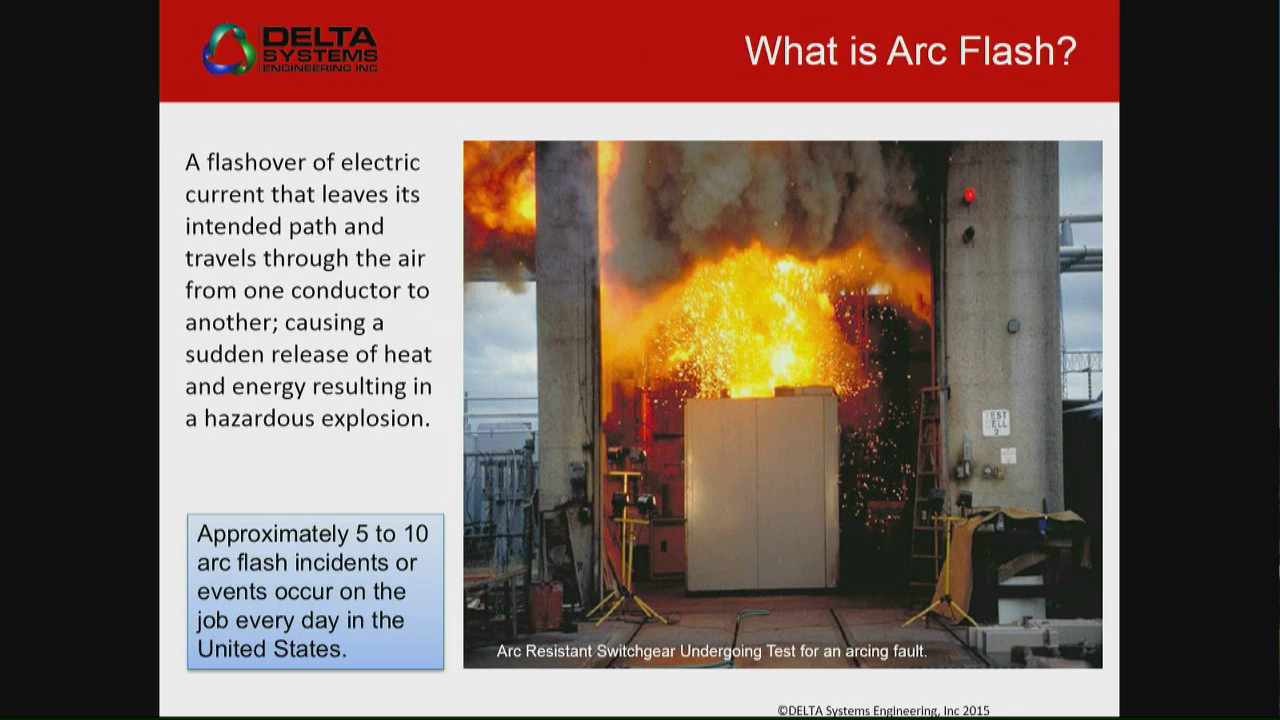 DELTA
SYSTEMS
ENGINEERING INC
What is Arc Flash?
A flashover of electric
current that leaves its
intended path and
travels through the air
from one conductor to
another; causing a
sudden release of heat
and energy resulting in
a hazardous explosion.
Approximately 5 to 10
arc flash incidents or
events occur on the
job every day in the
United States.
TEST
CELL
2
Arc Resistant Switchgear Undergoing Test for an arcing fault.
©DELTA Systems Engineering, Inc 2015